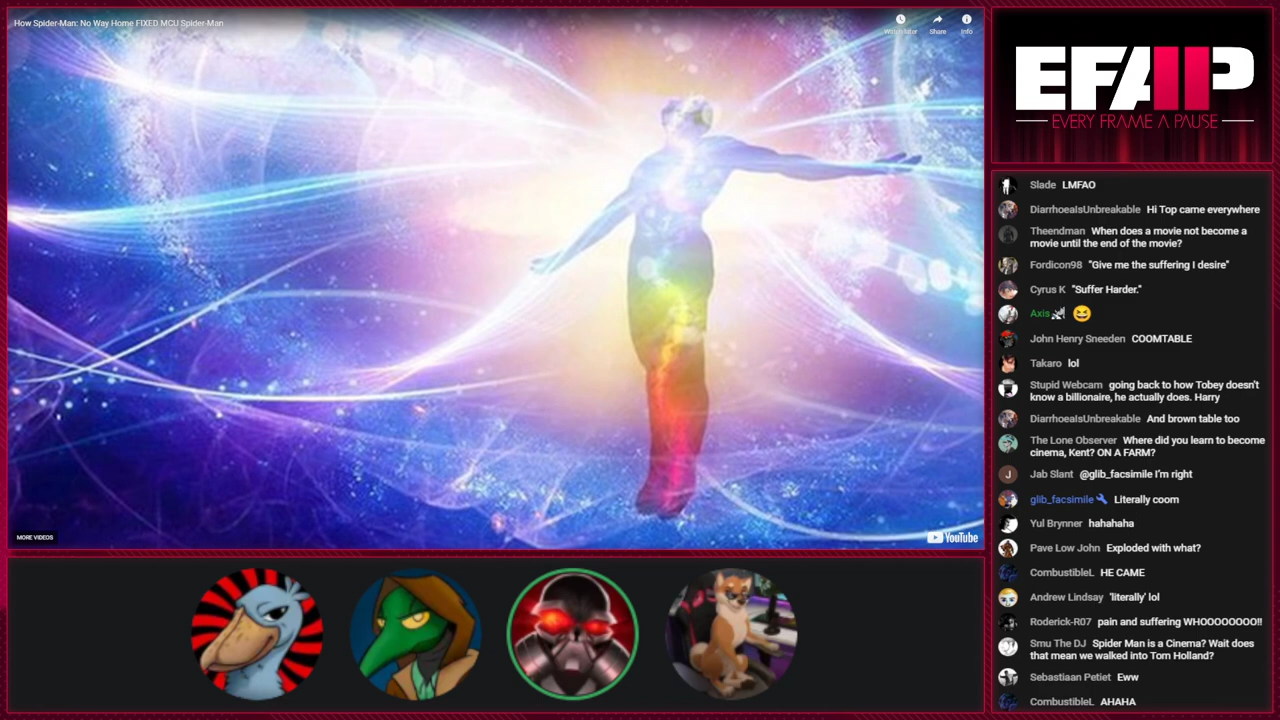 How Spider-Man: No Way Home FIXED MCU Spider-Man
Watch later
Share
Info
MORE VIDEOS
YouTube
EFAP
EVERY FRAME A PAUSE
Slade LMFAO
DiarrhoeaIsUnbreakable Hi Top came everywhere
Theendman When does a movie not become a
movie until the end of the movie?
Fordicon98 "Give me the suffering I desire"
Cyrus K "Suffer Harder."
Axis
John Henry Sneeden COOMTABLE
Takaro lol
Stupid Webcam going back to how Tobey doesn't
know a billionaire, he actually does. Harry
DiarrhoeaIsUnbreakable And brown table too
The Lone Observer Where did you learn to become
cinema, Kent? ON A FARM?
J
Jab Slant @glib_facsimile I'm right
glib_facsimile Literally coom
Yul Brynner hahahaha
Pave Low John Exploded with what?
CombustibleL HE CAME
Andrew Lindsay 'literally' lol
Roderick-R07 pain and suffering WHOOOOOOOO!!
Smu The DJ Spider Man is a Cinema? Wait does
that mean we walked into Tom Holland?
Sebastiaan Petiet Eww
CombustibleL AHAHA